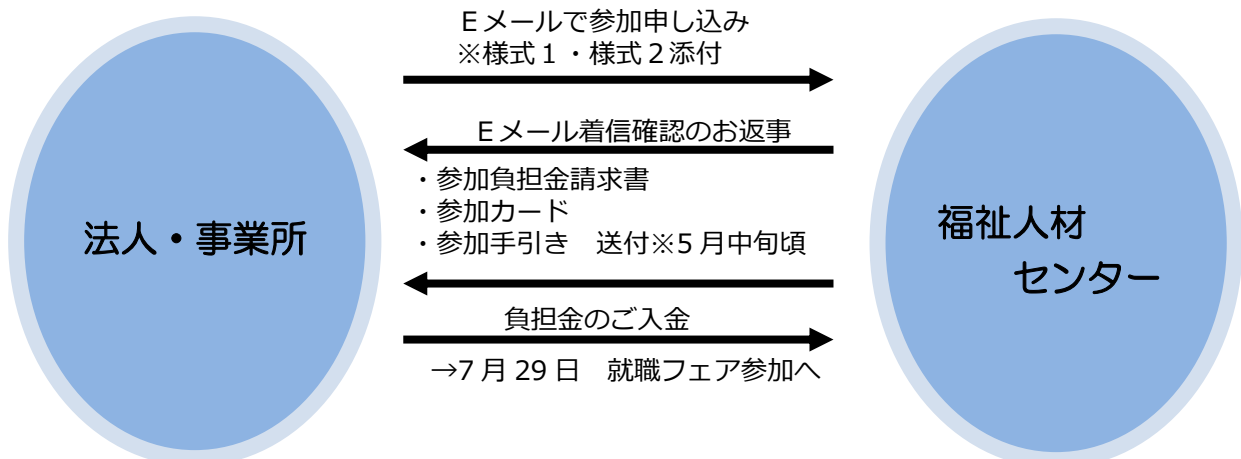 Eメールで参加申し込み
※様式1・様式2添付
Eメール着信確認のお返事
・参加負担金請求書
・参加カード
・参加手引き　送付※5月中旬頃
法人・事業所
福祉人材
センター
負担金のご入金
→7月29日　就職フェア参加へ